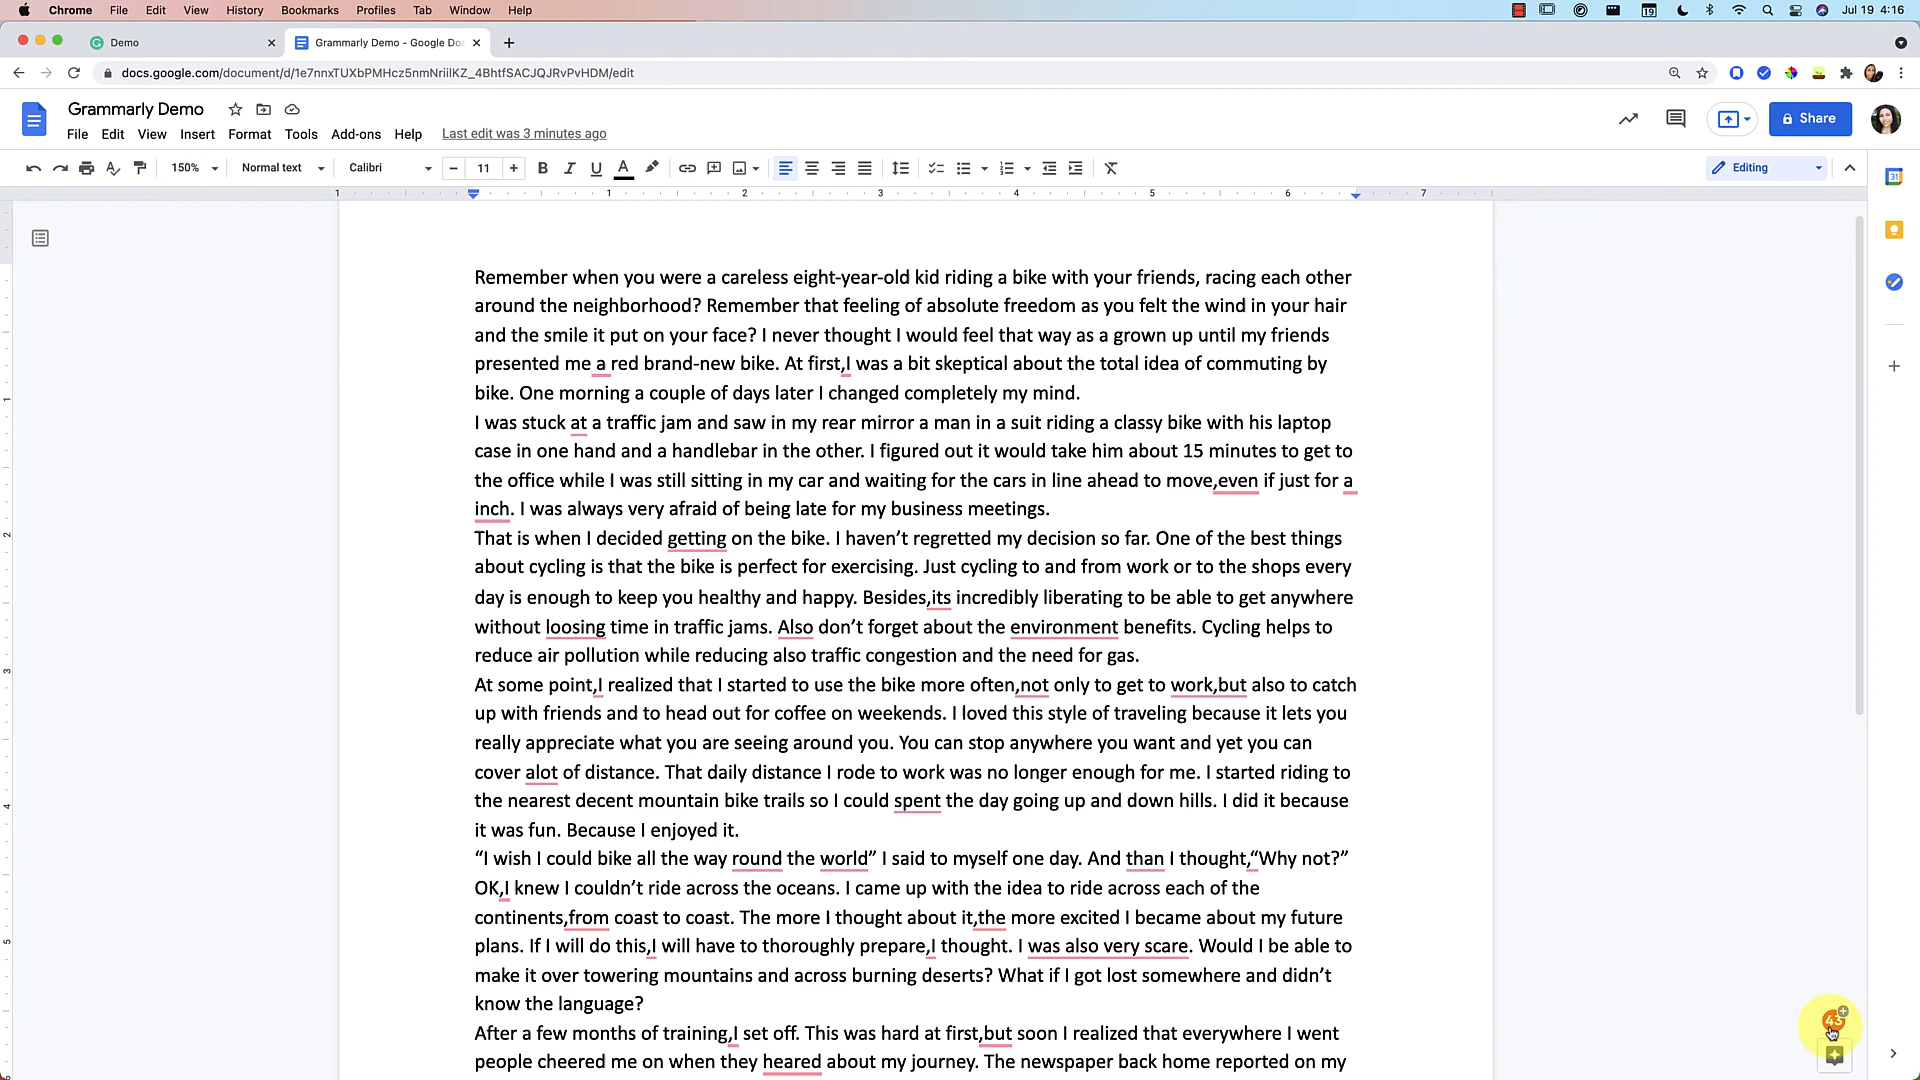 Chrome File Edit View History Bookmarks Profiles Tab Window Help 19 Jul 19 4:16
Demo Grammarly Demo - Google Do
docs.google.com/document/d/1e7nnxTUXbPMHcz5nmNriilKZ_4BhtfSACJQJRvPvHDM/edit
Grammarly Demo
File Edit View Insert Format Tools Add-ons Help Last edit was 3 minutes ago
Share
150% Normal text Calibri 11 B I U A Editing
31
1 1 2 3 4 5 6 7
Remember when you were a careless eight-year-old kid riding a bike with your friends, racing each other
around the neighborhood? Remember that feeling of absolute freedom as you felt the wind in your hair
and the smile it put on your face? I never thought I would feel that way as a grown up until my friends
presented me a red brand-new bike. At first,I was a bit skeptical about the total idea of commuting by
bike. One morning a couple of days later I changed completely my mind.
1
I was stuck at a traffic jam and saw in my rear mirror a man in a suit riding a classy bike with his laptop
case in one hand and a handlebar in the other. I figured out it would take him about 15 minutes to get to
the office while I was still sitting in my car and waiting for the cars in line ahead to move,even if just for a
inch. I was always very afraid of being late for my business meetings.
2
That is when I decided getting on the bike. I haven’t regretted my decision so far. One of the best things
about cycling is that the bike is perfect for exercising. Just cycling to and from work or to the shops every
day is enough to keep you healthy and happy. Besides,its incredibly liberating to be able to get anywhere
without loosing time in traffic jams. Also don’t forget about the environment benefits. Cycling helps to
reduce air pollution while reducing also traffic congestion and the need for gas.
3
At some point,I realized that I started to use the bike more often,not only to get to work,but also to catch
up with friends and to head out for coffee on weekends. I loved this style of traveling because it lets you
really appreciate what you are seeing around you. You can stop anywhere you want and yet you can
cover alot of distance. That daily distance I rode to work was no longer enough for me. I started riding to
4
the nearest decent mountain bike trails so I could spent the day going up and down hills. I did it because
it was fun. Because I enjoyed it.
“I wish I could bike all the way round the world” I said to myself one day. And than I thought,“Why not?”
OK,I knew I couldn’t ride across the oceans. I came up with the idea to ride across each of the
continents,from coast to coast. The more I thought about it,the more excited I became about my future
5
plans. If I will do this,I will have to thoroughly prepare,I thought. I was also very scare. Would I be able to
make it over towering mountains and across burning deserts? What if I got lost somewhere and didn’t
know the language?
43
After a few months of training,I set off. This was hard at first,but soon I realized that everywhere I went
people cheered me on when they heared about my journey. The newspaper back home reported on my